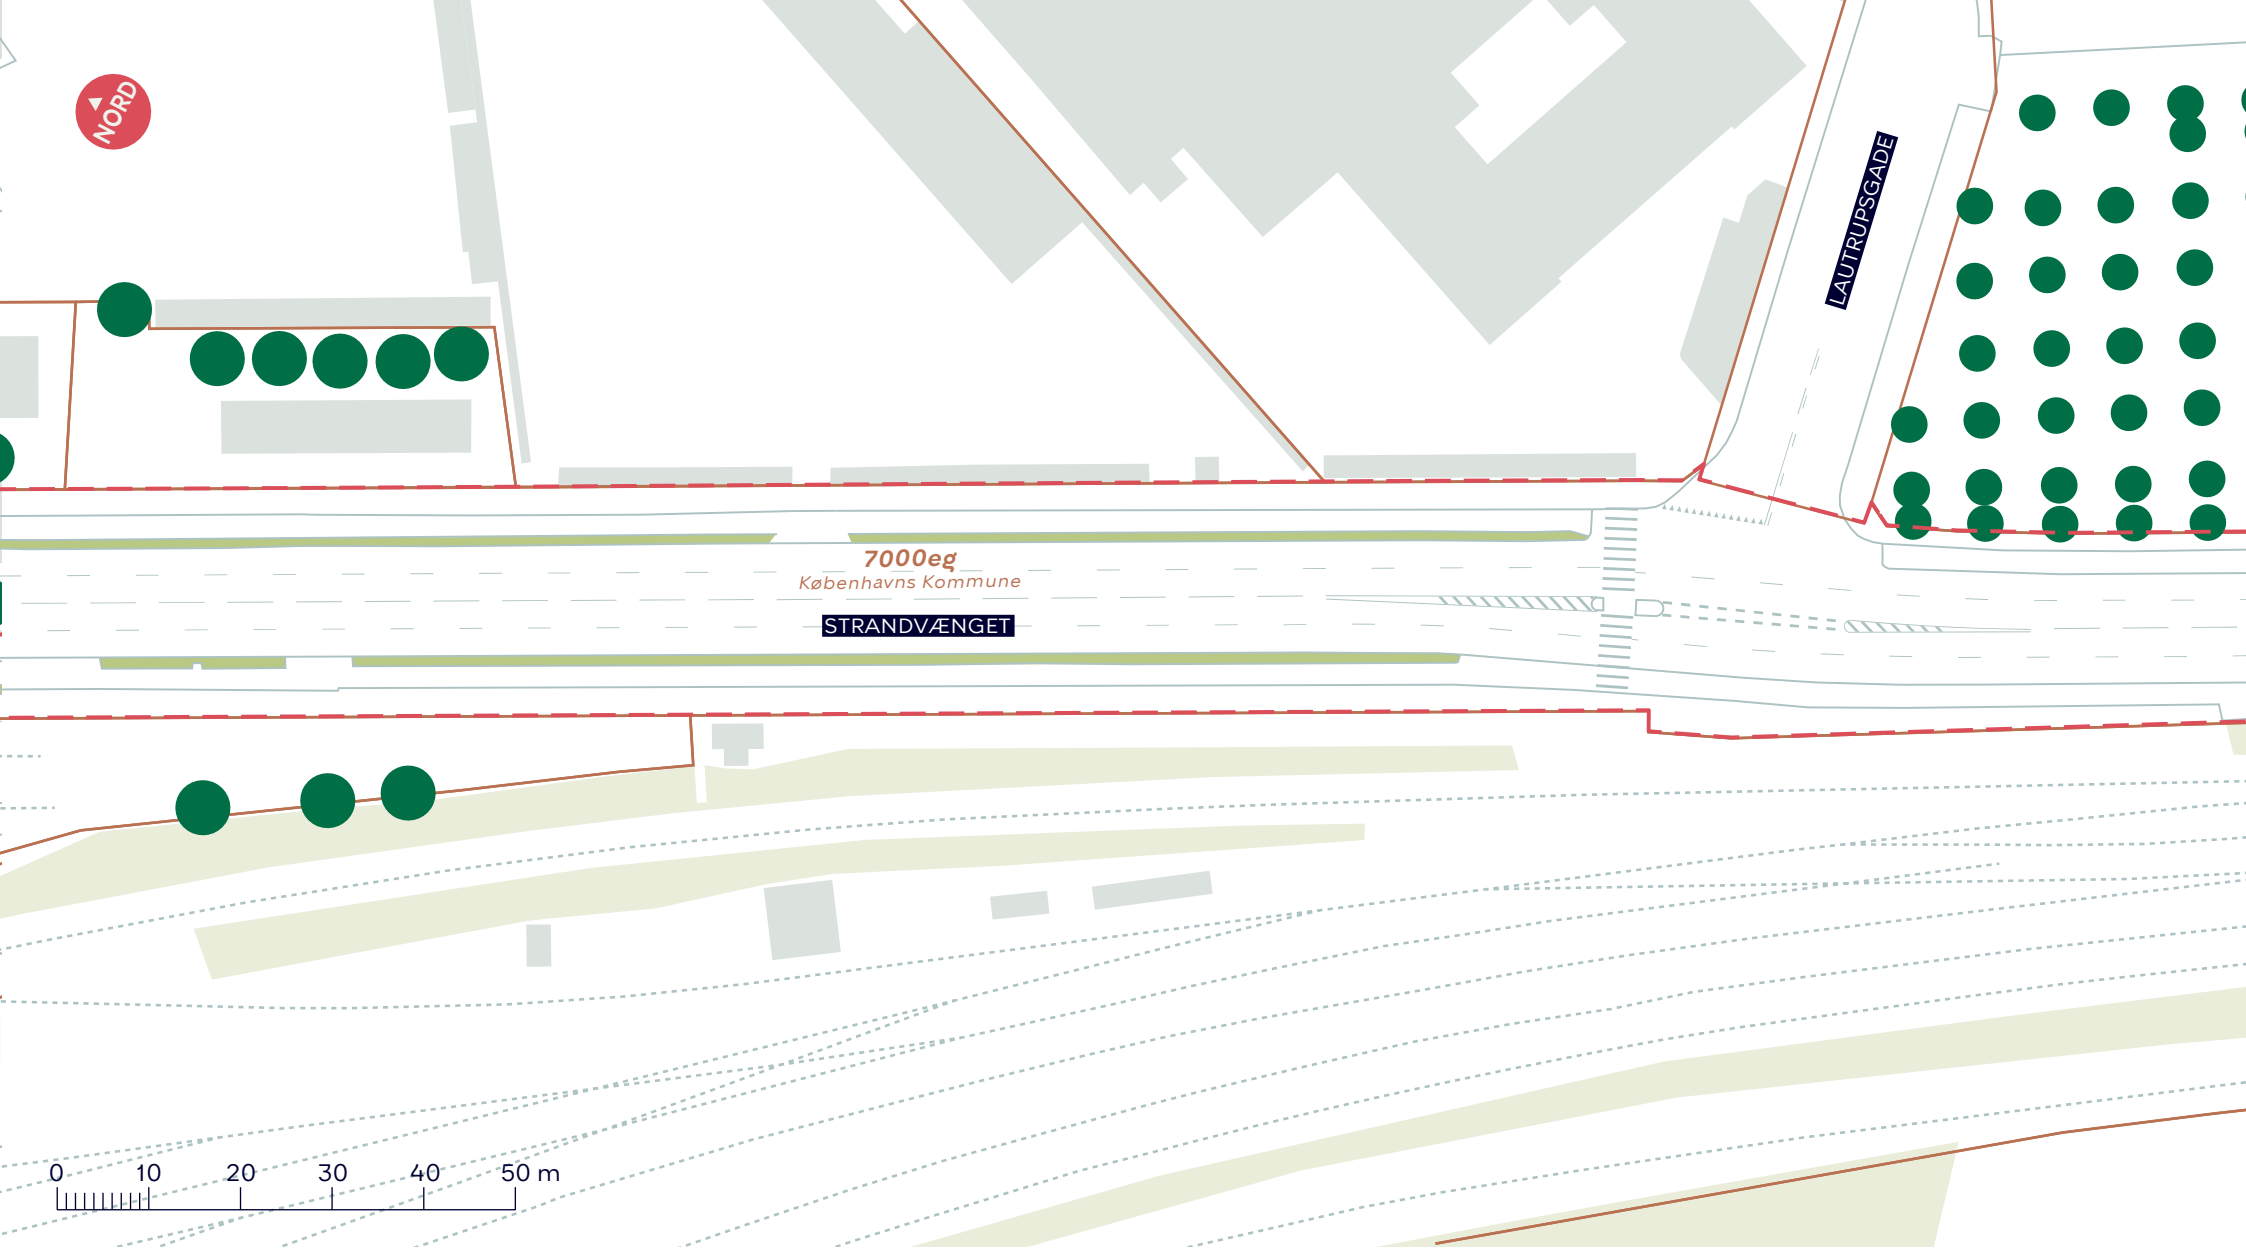 NORD
LAUTRUPSGADE
7000eg
Københavns Kommune
STRANDVÆNGET
0 10 20 30 40 50 m